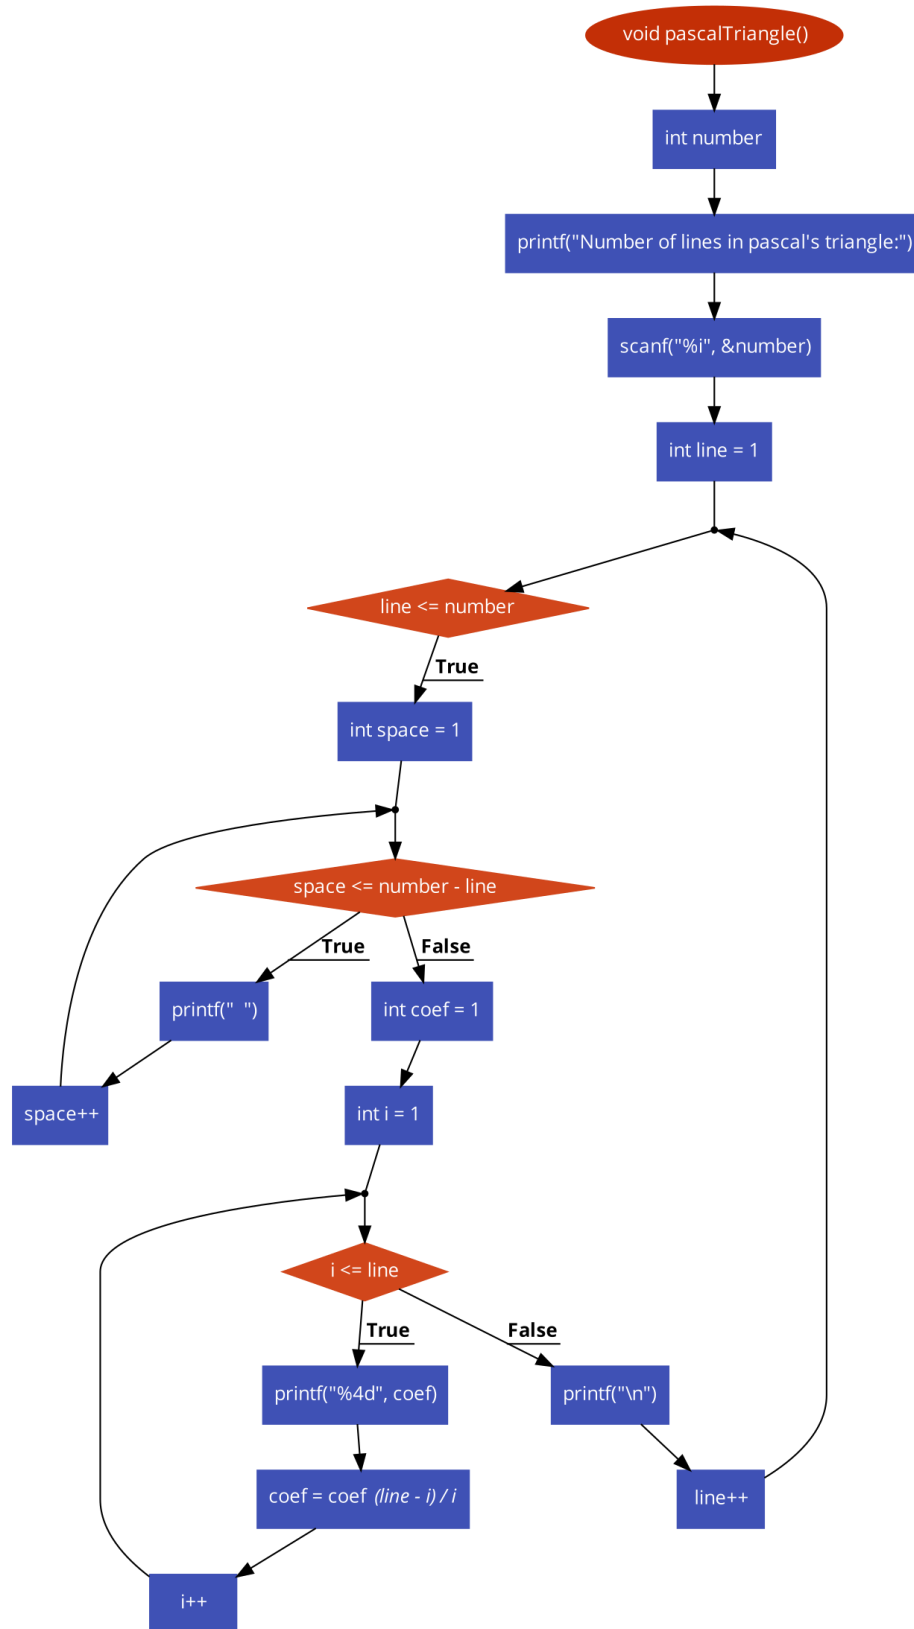 void pascalTriangle()
int number
printf("Number of lines in pascal's triangle:")
scanf("%i", &number)
int line = 1
line <= number
True
int space = 1
space <= number - line
True
False
printf("  ")
int coef = 1
space++
int i = 1
i <= line
True
False
printf("%4d", coef)
printf("\n")
coef = coef (line - i) / i
line++
i++